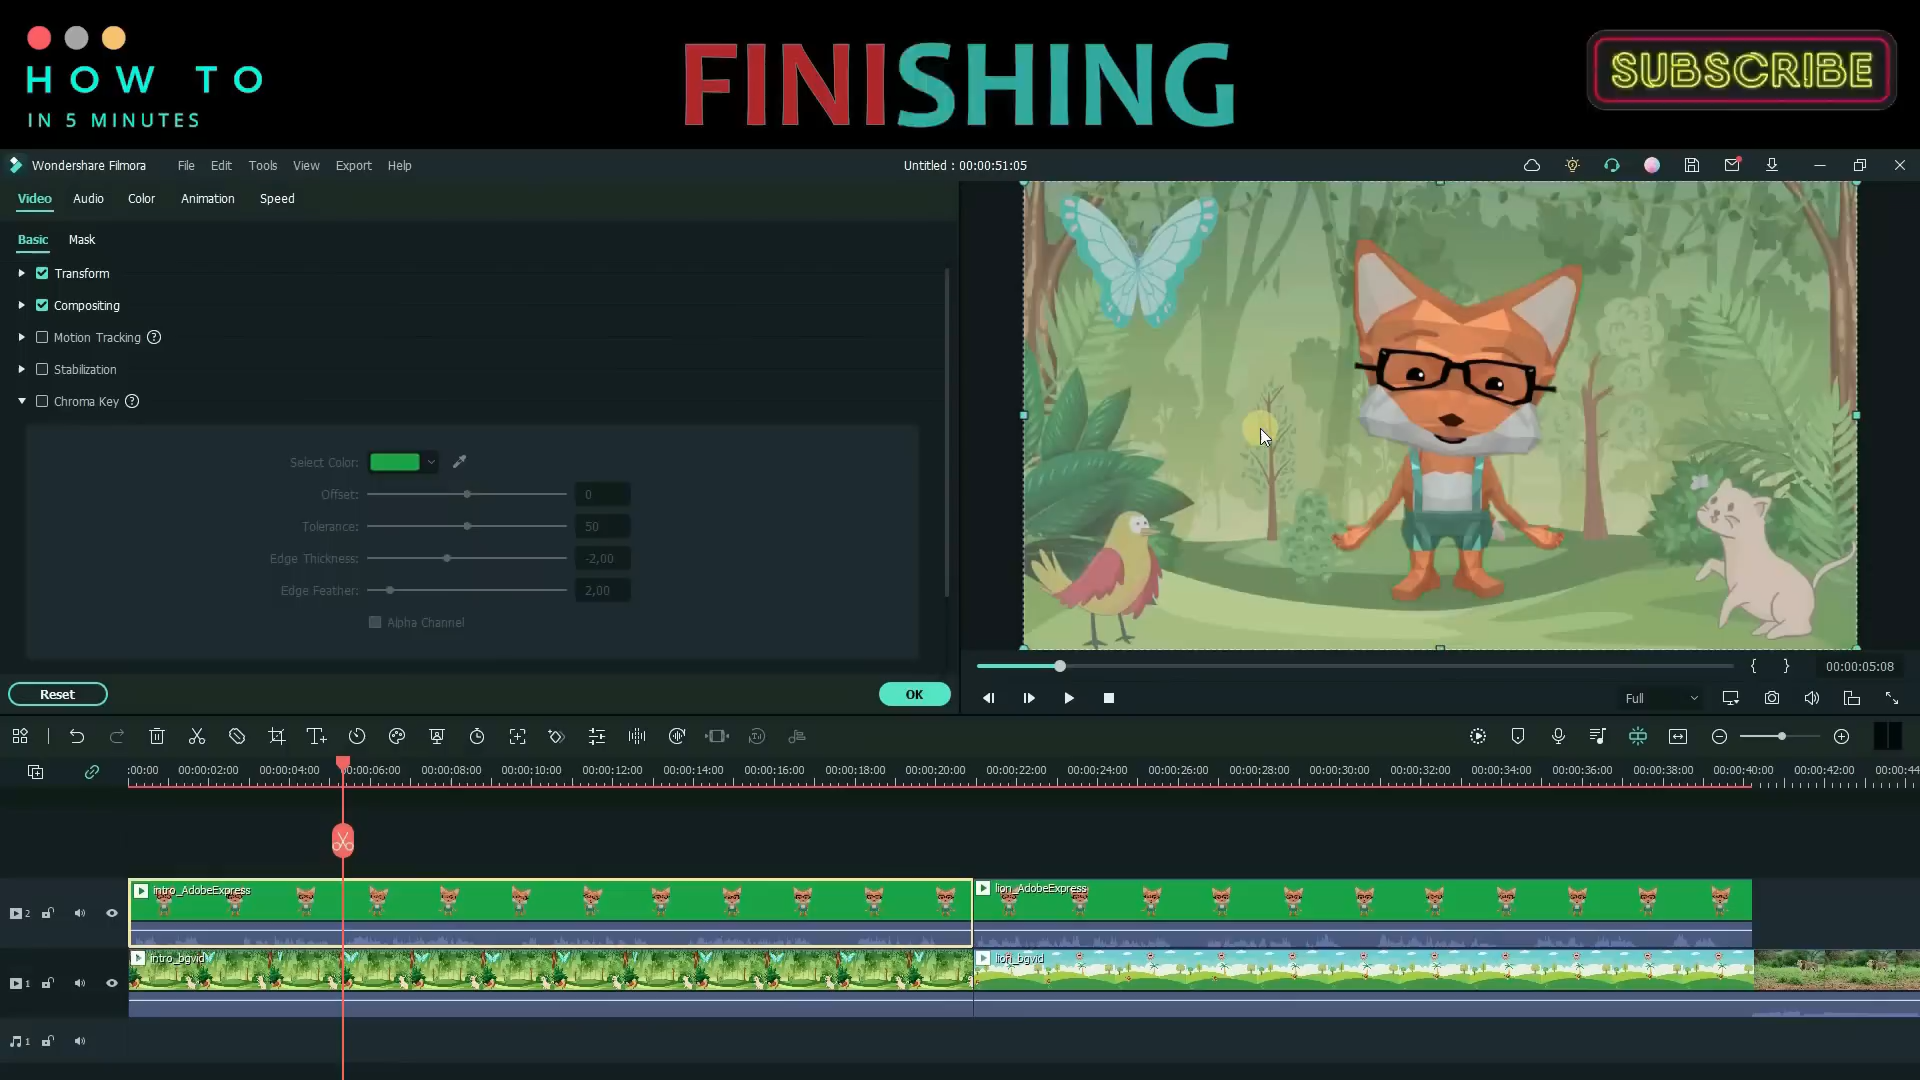 HOW TO
IN 5 MINUTES
FINISHING
SUBSCRIBE
Wondershare Filmora File Edit Tools View Export Help
Untitled : 00:00:51:05
Video Audio Color Animation Speed
Basic Mask
Transform
Compositing
Motion Tracking ?
Stabilization
Chroma Key ?
Select Color:
Offset: 0
Tolerance: 50
Edge Thickness: -2,00
Edge Feather: 2,00
Alpha Channel
Reset OK
{ } 00:00:05:08
Full
:00:00 00:00:02:00 00:00:04:00 00:00:06:00 00:00:08:00 00:00:10:00 00:00:12:00 00:00:14:00 00:00:16:00 00:00:18:00 00:00:20:00 00:00:22:00 00:00:24:00 00:00:26:00 00:00:28:00 00:00:30:00 00:00:32:00 00:00:34:00 00:00:36:00 00:00:38:00 00:00:40:00 00:00:42:00 00:00:44
2 intro_AdobeExpress lion_AdobeExpress
1 intro_bgvid lion_bgvid
1